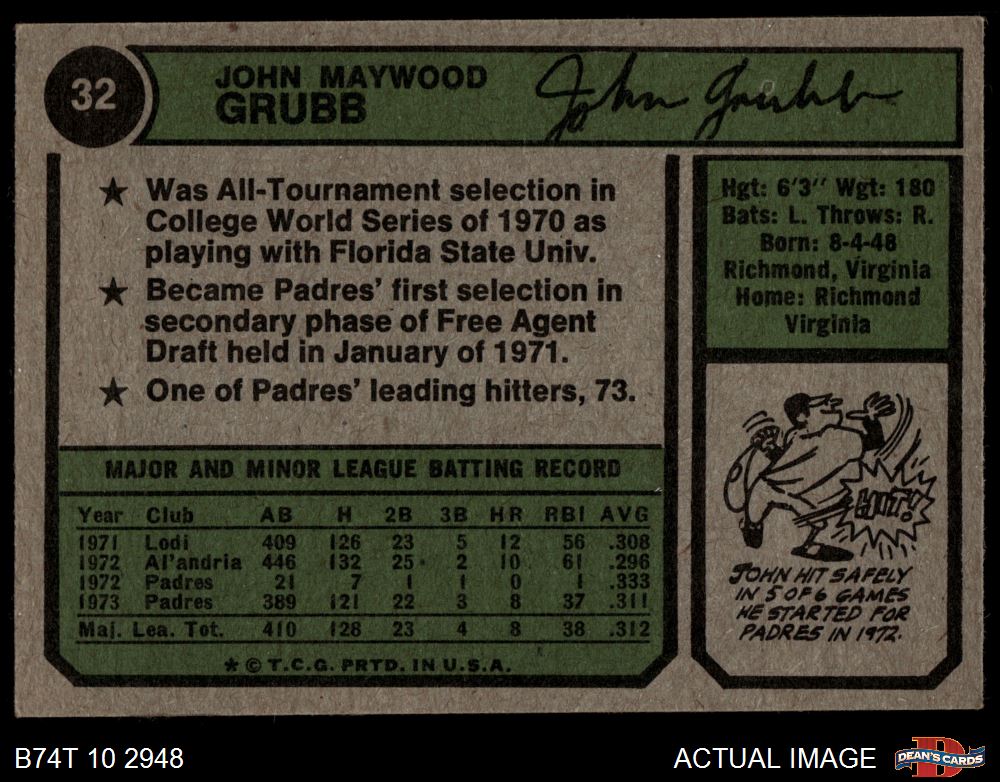 32
JOHN MAYWOOD
GRUBB
John Grubb
★ Was All-Tournament selection in
College World Series of 1970 as
playing with Florida State Univ.
★ Became Padres' first selection in
secondary phase of Free Agent
Draft held in January of 1971.
★ One of Padres' leading hitters, 73.
MAJOR AND MINOR LEAGUE BATTING RECORD
Year Club AB H 2B 3B HR RBI AVG
1971 Lodi 409 126 23 5 12 56 .308
1972 Al'andria 446 132 25 2 10 61 .296
1972 Padres 21 7 1 1 0 1 .333
1973 Padres 389 121 22 3 8 37 .311
Maj. Lea. Tot. 410 128 23 4 8 38 .312
★ © T.C.G. PRTD. IN U.S.A.
Hgt: 6'3" Wgt: 180
Bats: L. Throws: R.
Born: 8-4-48
Richmond, Virginia
Home: Richmond
Virginia
HIT!
JOHN HIT SAFELY
IN 5 OF 6 GAMES
HE STARTED FOR
PADRES IN 1972.
B74T 10 2948
ACTUAL IMAGE
D
DEAN'S CARDS